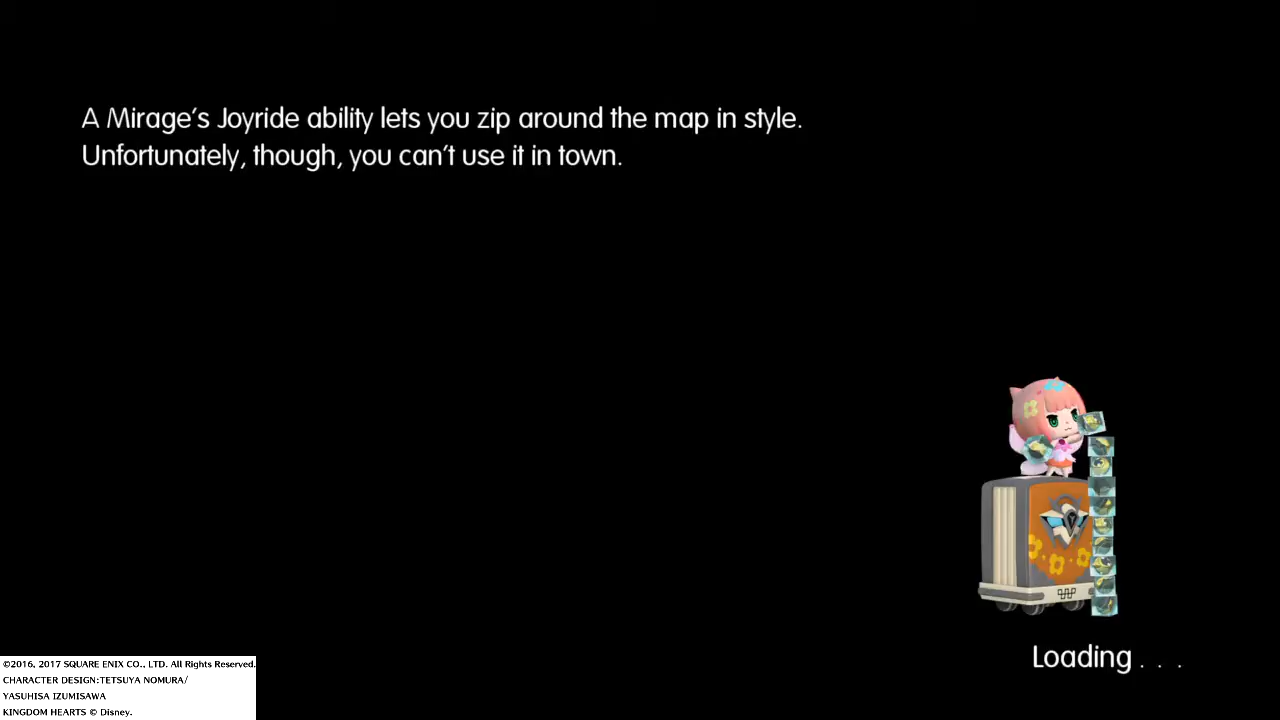 A Mirage's Joyride ability lets you zip around the map in style.
Unfortunately, though, you can't use it in town.
Loading . . .
©2016, 2017 SQUARE ENIX CO., LTD. All Rights Reserved.
CHARACTER DESIGN:TETSUYA NOMURA/
YASUHISA IZUMISAWA
KINGDOM HEARTS © Disney.